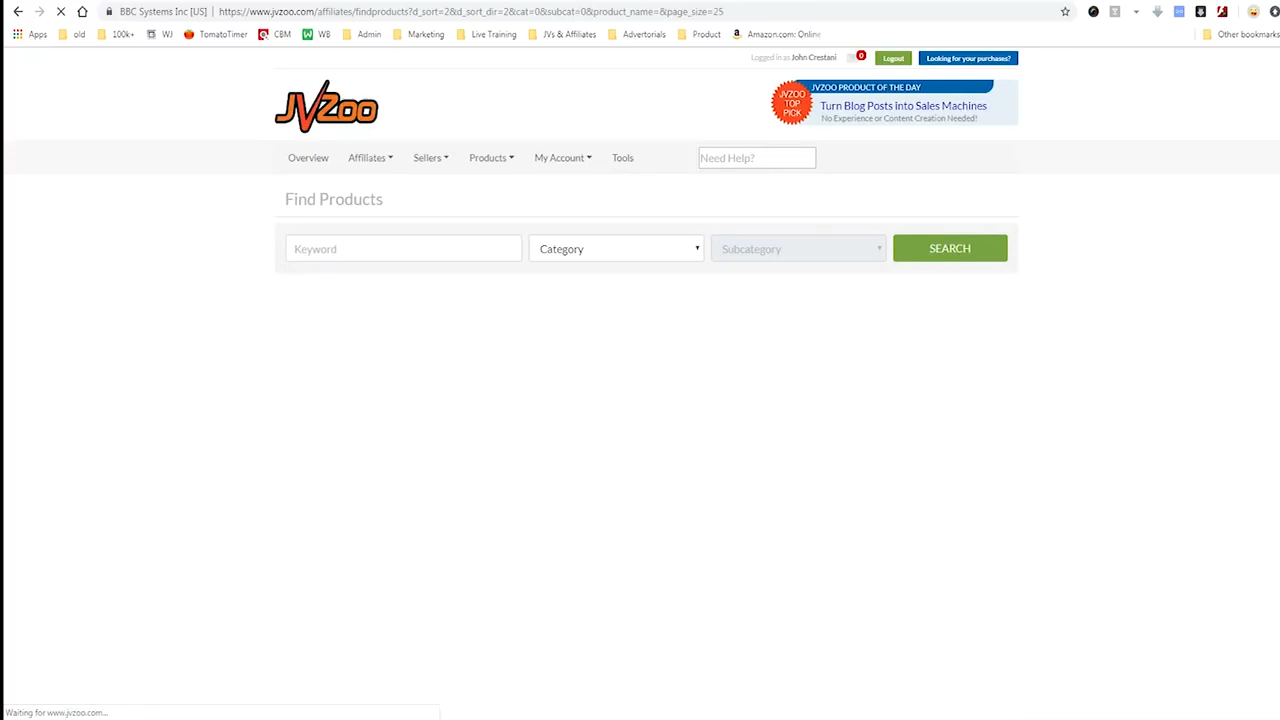 BBC Systems Inc [US] | https://www.jvzoo.com/affiliates/findproducts?d_sort=2&d_sort_dir=2&cat=0&subcat=0&product_name=&page_size=25
Apps old 100k+ WJ TomatoTimer CBM WB Admin Marketing Live Training JVs & Affiliates Advertorials Product Amazon.com: Online Other bookmarks
Logged in as John Crestani 0 Logout Looking for your purchases?
JVZoo
JVZOO TOP PICK
JVZOO PRODUCT OF THE DAY
Turn Blog Posts into Sales Machines
No Experience or Content Creation Needed!
Overview Affiliates Sellers Products My Account Tools Need Help?
Find Products
Keyword Category Subcategory SEARCH
Waiting for www.jvzoo.com...